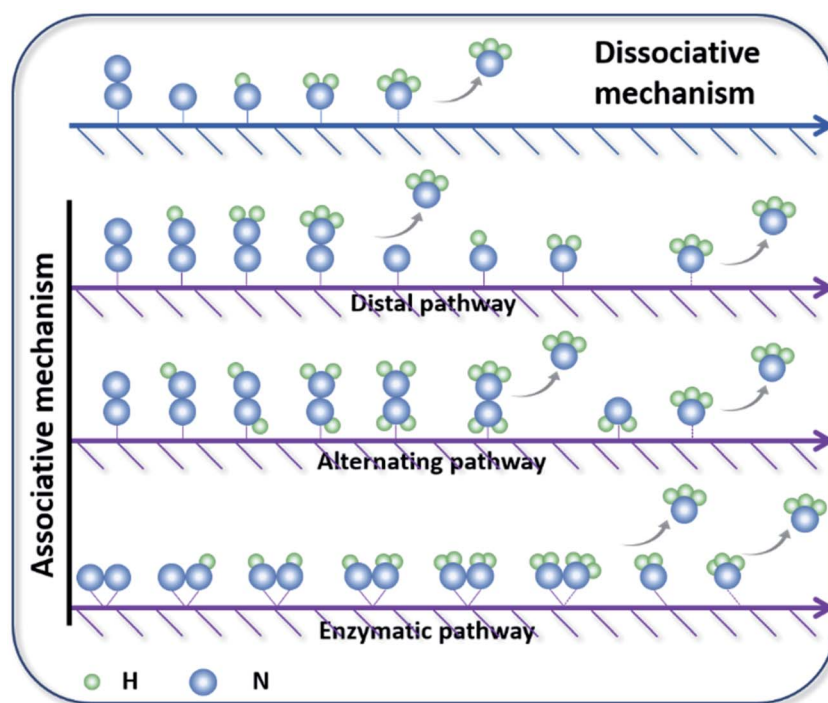 Dissociative
mechanism
Associative mechanism
Distal pathway
Alternating pathway
Enzymatic pathway
H
N